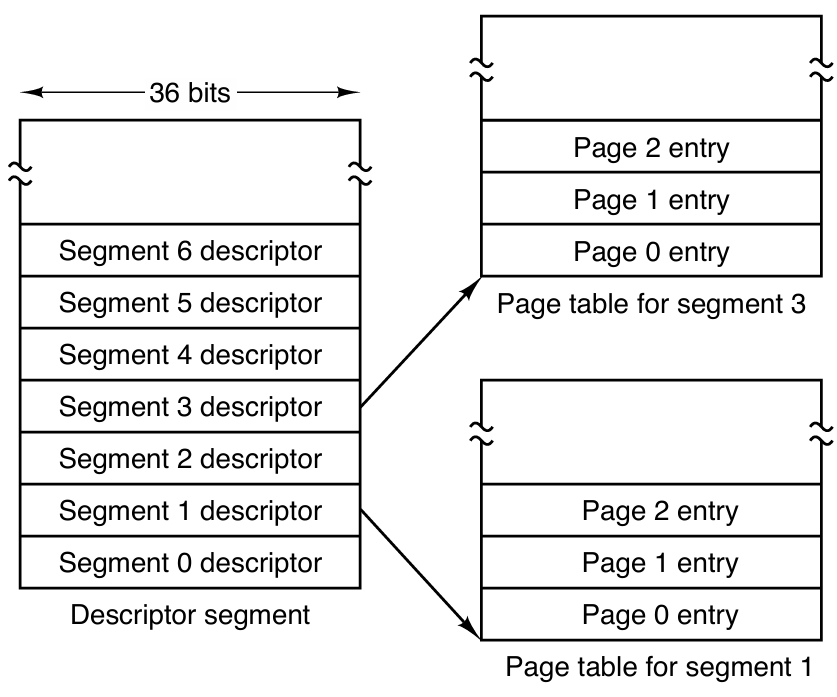 36 bits
Segment 6 descriptor
Segment 5 descriptor
Segment 4 descriptor
Segment 3 descriptor
Segment 2 descriptor
Segment 1 descriptor
Segment 0 descriptor
Descriptor segment
Page 2 entry
Page 1 entry
Page 0 entry
Page table for segment 3
Page 2 entry
Page 1 entry
Page 0 entry
Page table for segment 1